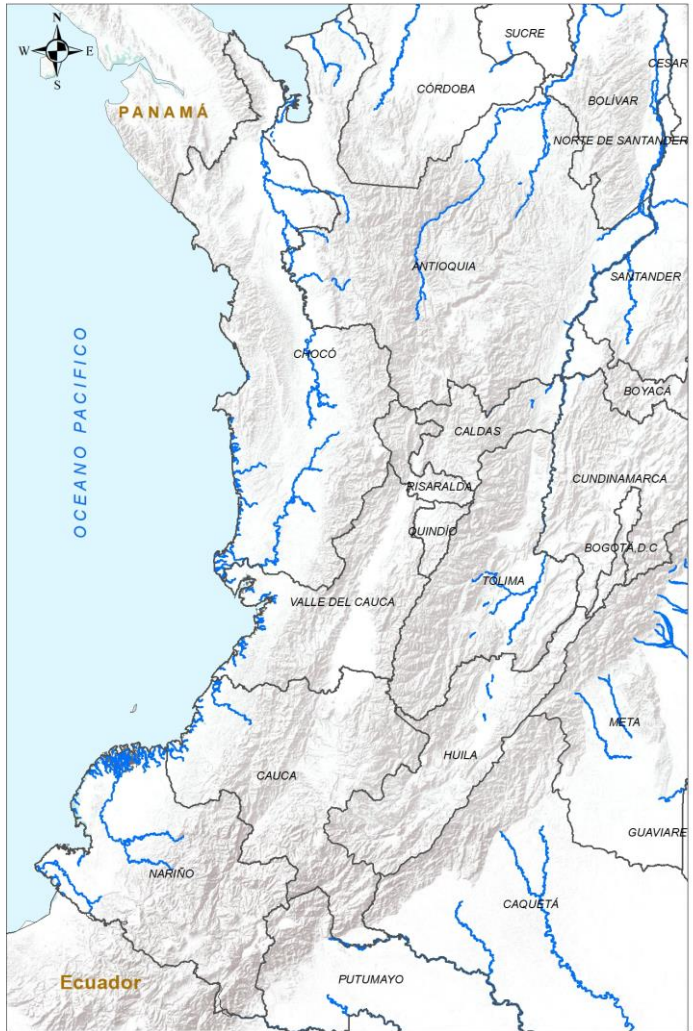 N
W E
S
SUCRE
CESAR
CÓRDOBA
BOLÍVAR
PANAMÁ
NORTE DE SANTANDER
ANTIOQUIA
SANTANDER
OCEANO PACIFICO
CHOCÓ
BOYACÁ
CALDAS
CUNDINAMARCA
RISARALDA
QUINDÍO
BOGOTÁ D.C
TOLIMA
VALLE DEL CAUCA
META
HUILA
CAUCA
GUAVIARE
NARIÑO
CAQUETÁ
Ecuador
PUTUMAYO